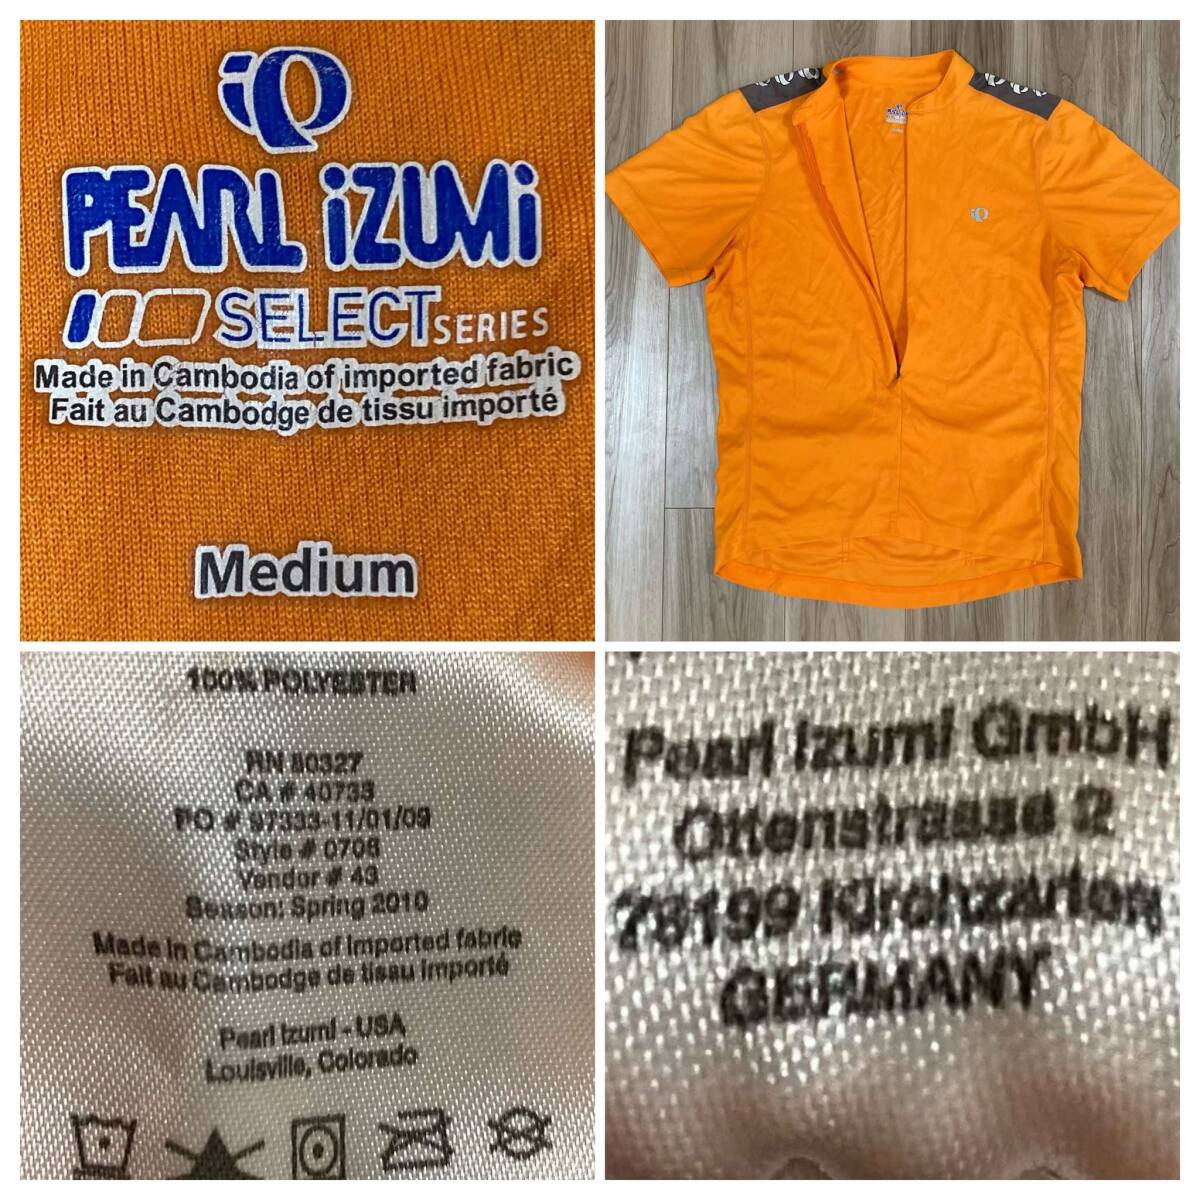 PEARL iZUMi
SELECT SERIES
Made in Cambodia of imported fabric
Fait au Cambodge de tissu importé
Medium
100% POLYESTER
RN 80327
CA # 40733
PO # 97333-11/01/09
Style # 0706
Vendor # 43
Season: Spring 2010
Made in Cambodia of imported fabric
Fait au Cambodge de tissu importé
Pearl Izumi - USA
Louisville, Colorado
Pearl Izumi GmbH
Ottenstrasse 2
79199 Kirchzarten
GERMANY